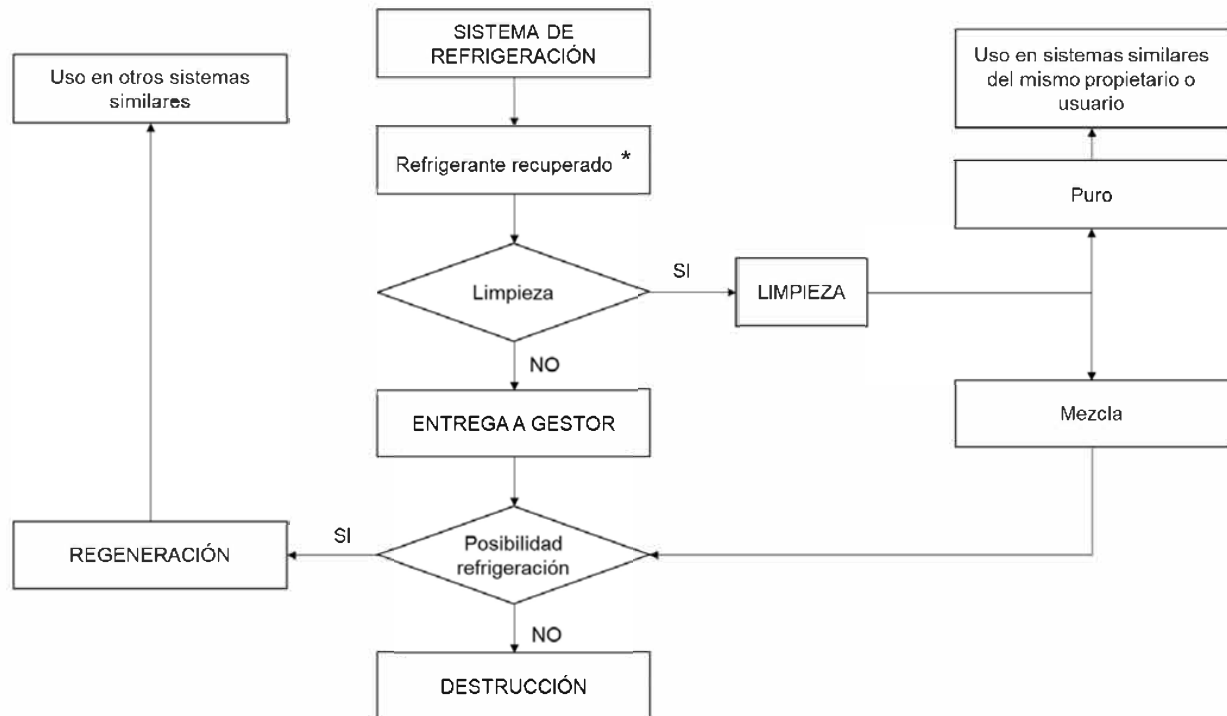 SISTEMA DE
REFRIGERACIÓN
Uso en otros sistemas
similares
Uso en sistemas similares
del mismo propietario o
usuario
Refrigerante recuperado *
Puro
Limpieza
SI
LIMPIEZA
NO
ENTREGA A GESTOR
Mezcla
REGENERACIÓN
SI
Posibilidad
refrigeración
NO
DESTRUCCIÓN